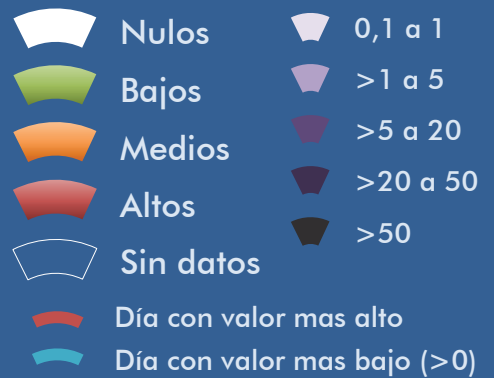 Nulos
Bajos
Medios
Altos
Sin datos
0,1 a 1
>1 a 5
>5 a 20
>20 a 50
>50
Día con valor mas alto
Día con valor mas bajo (>0)